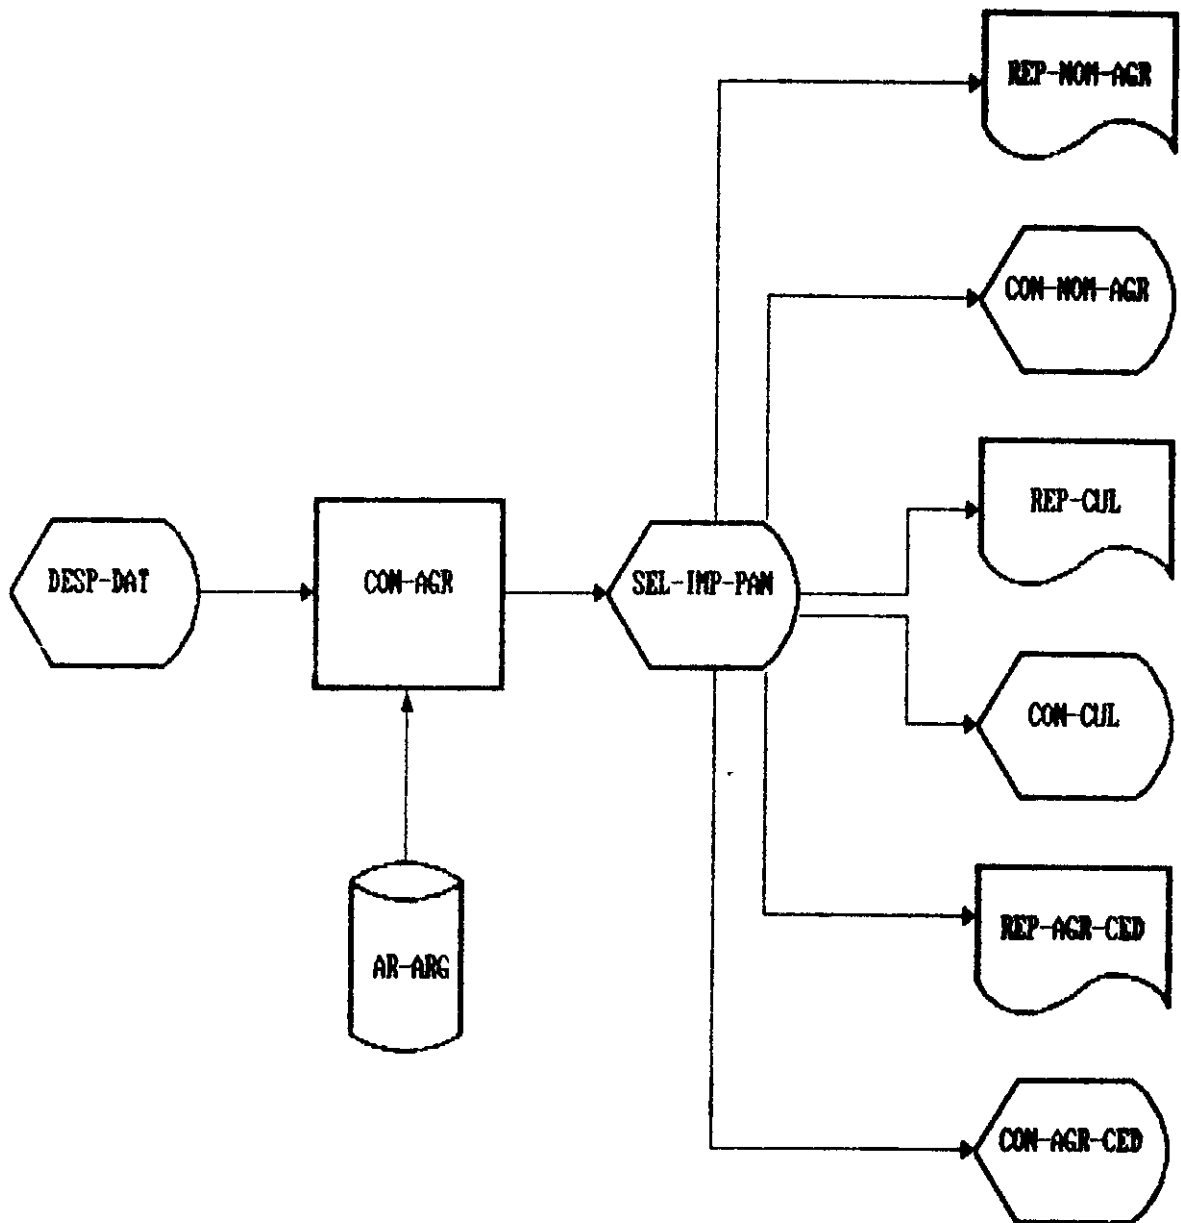 REP-NOM-AGR
CON-NOM-AGR
REP-CUL
DESP-DAT
CON-AGR
SEL-IMP-PAN
CON-CUL
AR-ARG
REP-AGR-CED
CON-AGR-CED